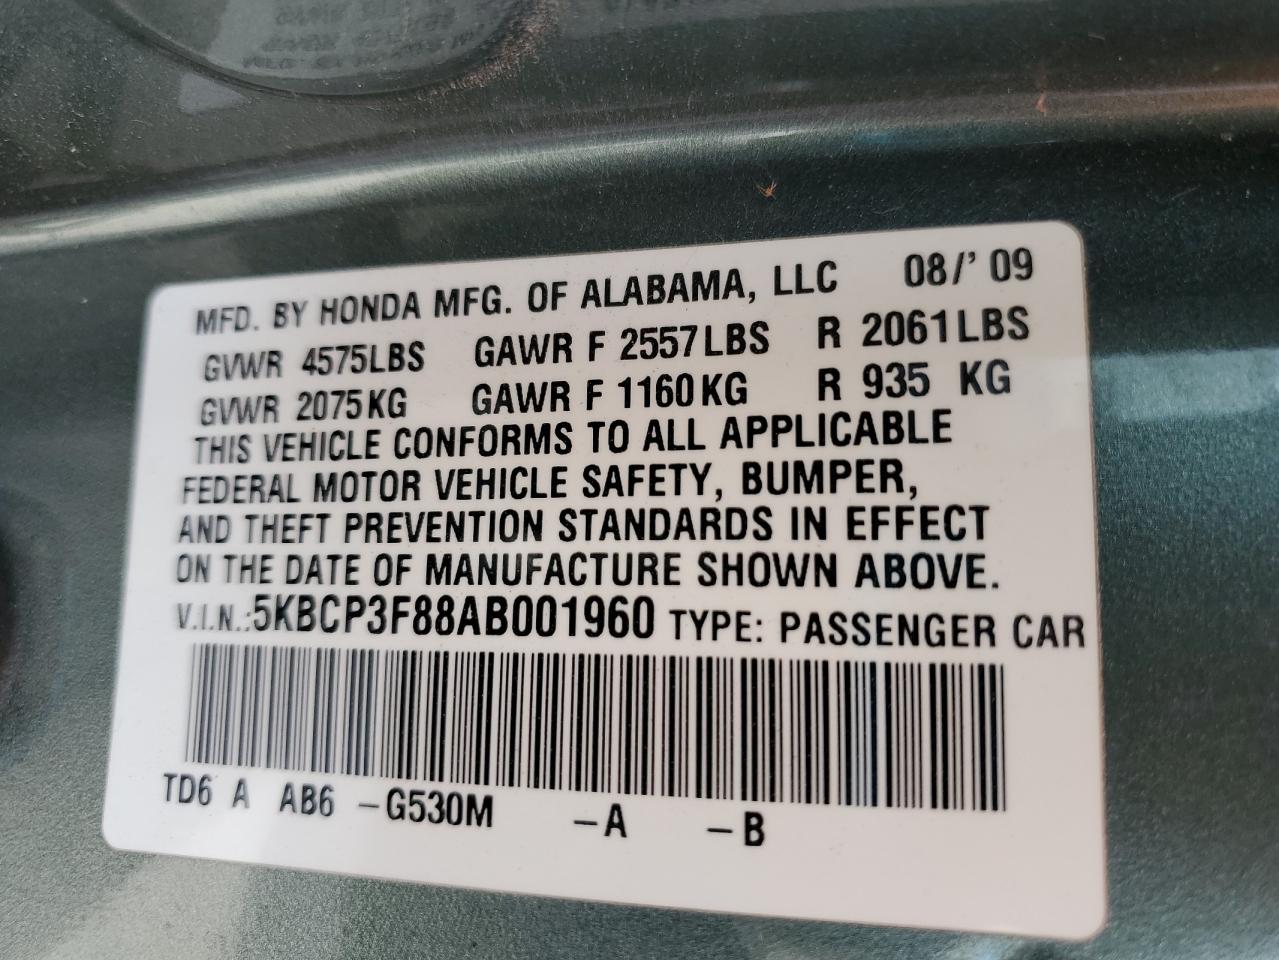 MFD. BY HONDA MFG. OF ALABAMA, LLC 08/' 09
GVWR 4575LBS GAWR F 2557LBS R 2061LBS
GVWR 2075KG GAWR F 1160KG R 935 KG
THIS VEHICLE CONFORMS TO ALL APPLICABLE
FEDERAL MOTOR VEHICLE SAFETY, BUMPER,
AND THEFT PREVENTION STANDARDS IN EFFECT
ON THE DATE OF MANUFACTURE SHOWN ABOVE.
V.I.N.:5KBCP3F88AB001960 TYPE: PASSENGER CAR
TD6 A AB6 -G530M -A -B